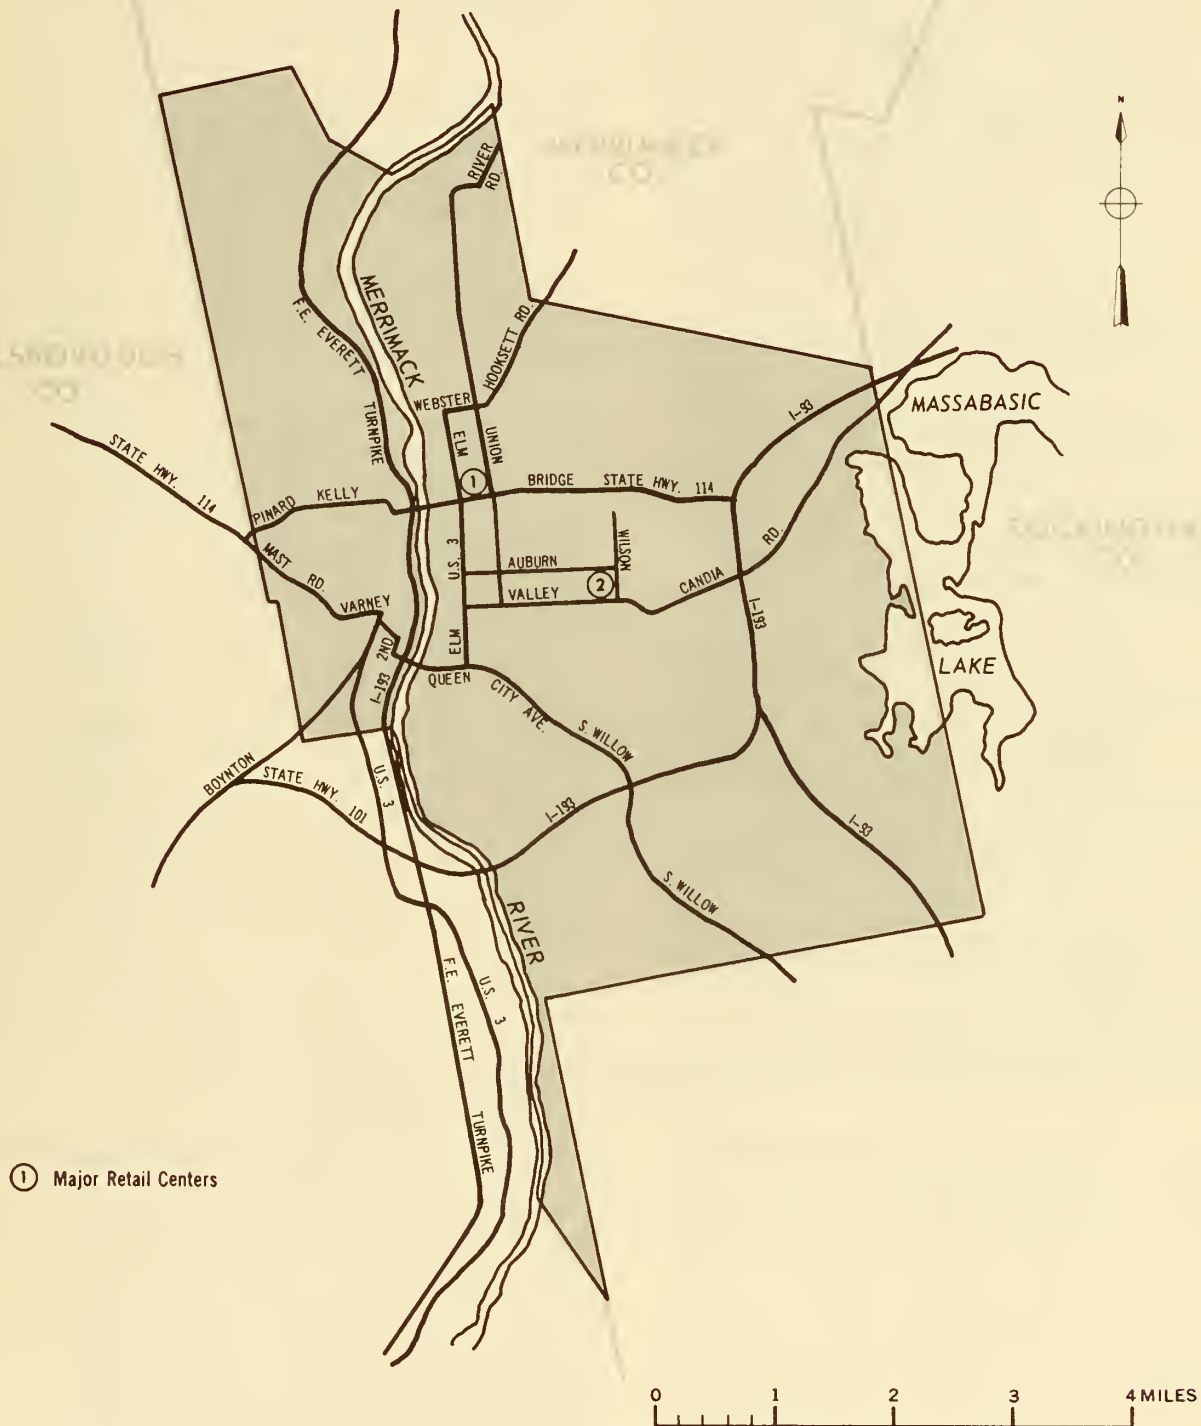 MERRIMACK
CO.
N
RIVER
RD.
MERRIMACK
F.E. EVERETT
TURNPIKE
HOOKSETT RD.
WEBSTER
ELM
UNION
1
I-93
MASSABASIC
STATE HWY. 114
PINARD
KELLY
BRIDGE
STATE HWY. 114
MAST RD.
VARNEY
U.S. 3
AUBURN
WILSON
VALLEY
2
CANDIA
RD.
I-193
ELM
2ND
I-193
QUEEN
CITY AVE.
S. WILLOW
LAKE
BOYNTON
STATE HWY. 101
U.S. 3
I-193
I-93
S. WILLOW
RIVER
F.E. EVERETT
TURNPIKE
U.S. 3
1 Major Retail Centers
0 1 2 3 4 MILES